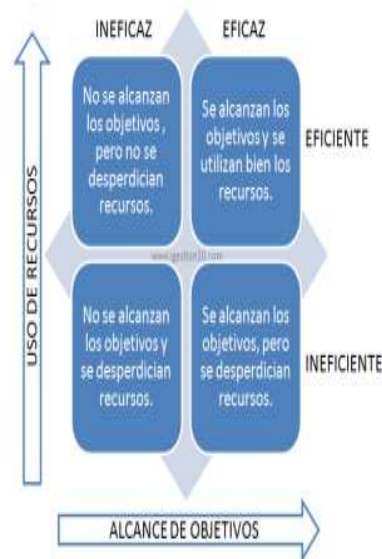 INEFICAZ
EFICAZ
No se alcanzan
los objetivos ,
pero no se
desperdician
recursos.
Se alcanzan los
objetivos y se
utilizan bien los
recursos.
EFICIENTE
USO DE RECURSOS
No se alcanzan
los objetivos y
se desperdician
recursos.
Se alcanzan los
objetivos, pero
se desperdician
recursos.
INEFICIENTE
ALCANCE DE OBJETIVOS